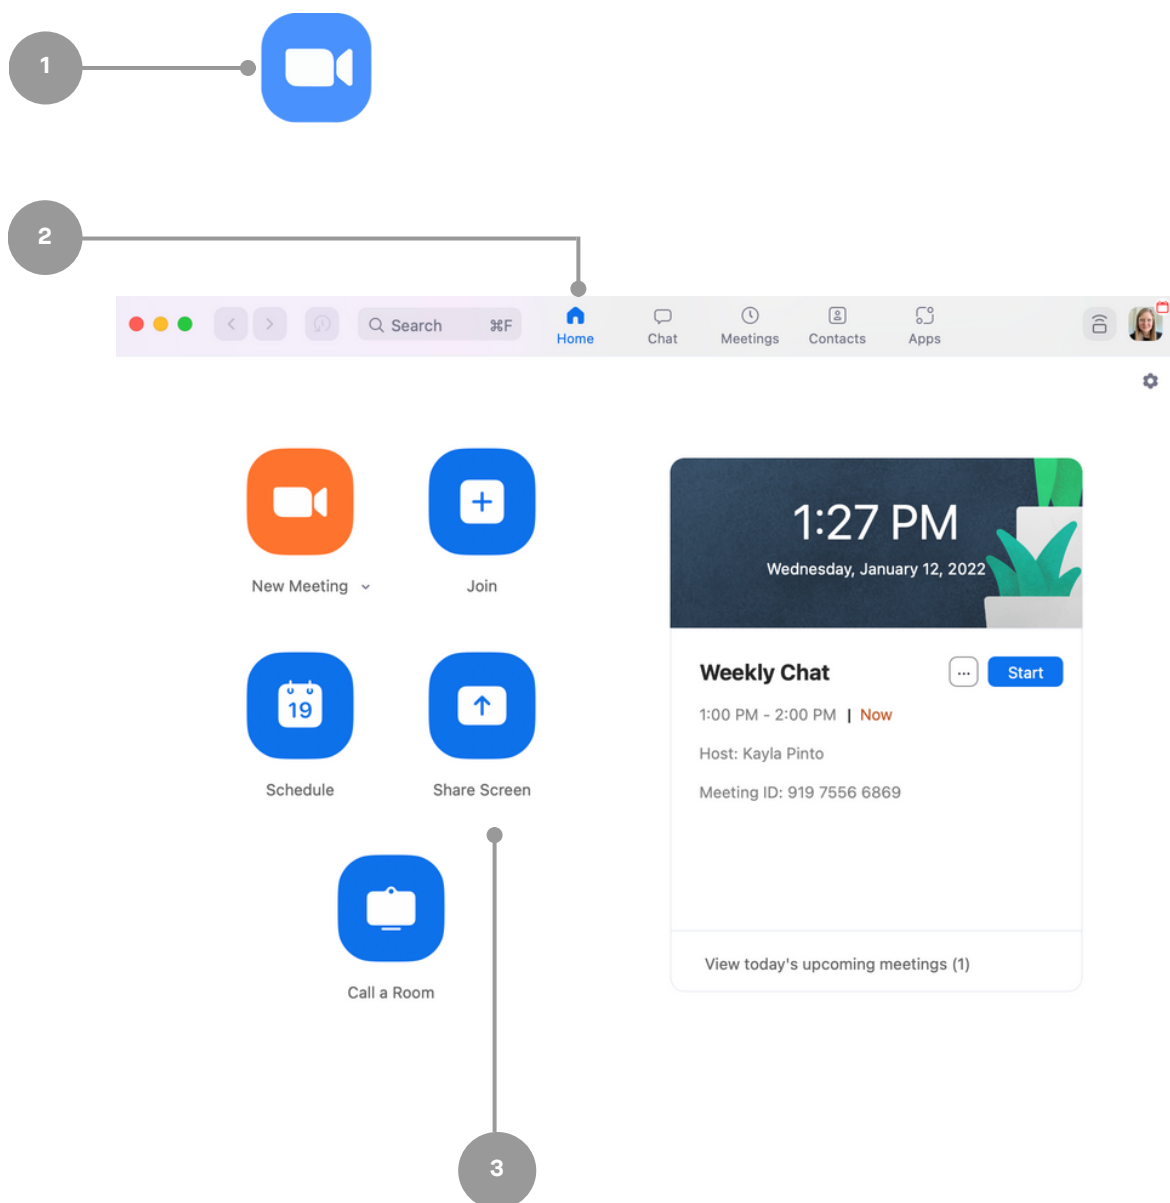 1
2
Search ⌘F
Home
Chat
Meetings
Contacts
Apps
1:27 PM
Wednesday, January 12, 2022
New Meeting
Join
Weekly Chat
... Start
1:00 PM - 2:00 PM | Now
19
Host: Kayla Pinto
Schedule
Share Screen
Meeting ID: 919 7556 6869
View today's upcoming meetings (1)
Call a Room
3